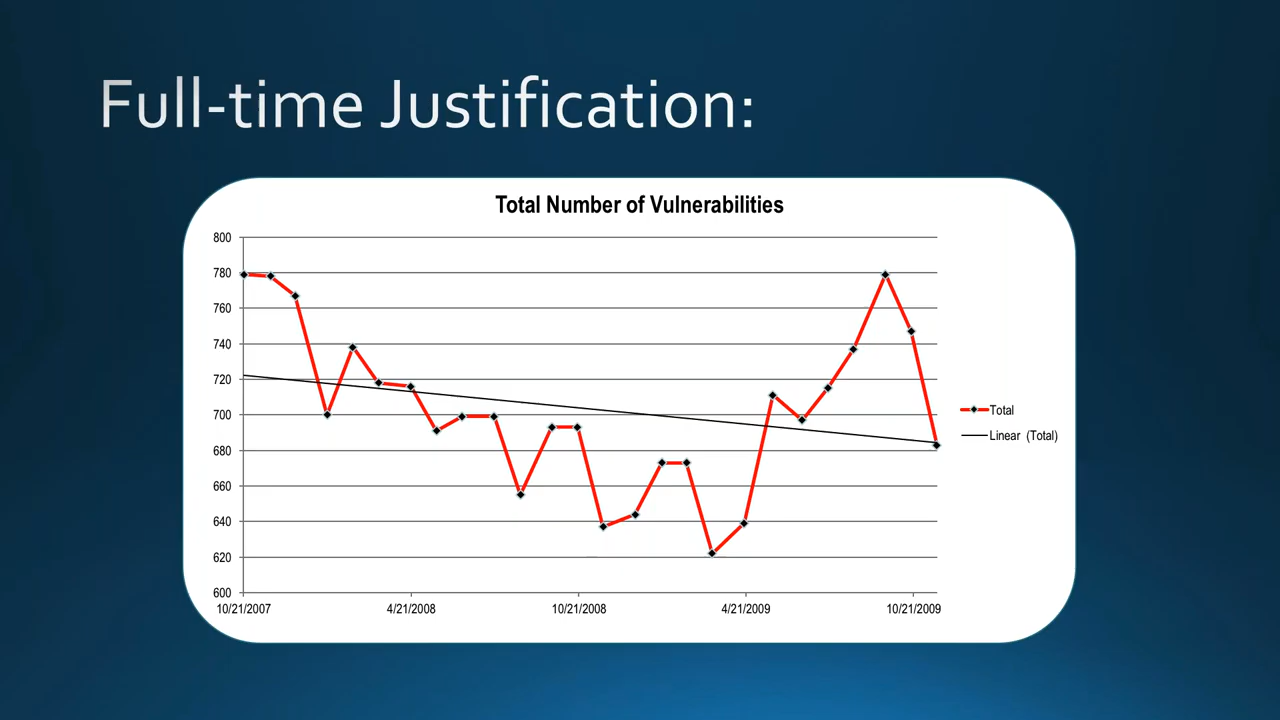 Full-time Justification:
Total Number of Vulnerabilities
800
780
760
740
720
700
680
660
640
620
600
10/21/2007 4/21/2008 10/21/2008 4/21/2009 10/21/2009
Total
Linear (Total)